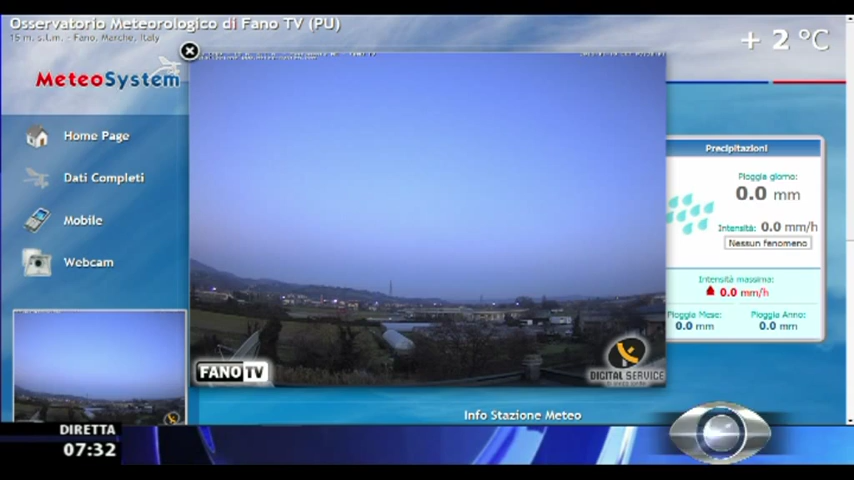 Osservatorio Meteorologico di Fano TV (PU)
15 m. s.l.m. - Fano, Marche, Italy
+ 2 °C
MeteoSystem
Home Page
Dati Completi
Mobile
Webcam
Precipitazioni
Pioggia giorno:
0.0 mm
Intensità: 0.0 mm/h
Nessun fenomeno
Intensità massima:
0.0 mm/h
Pioggia Mese: Pioggia Anno:
0.0 mm 0.0 mm
FANO TV
DIGITAL SERVICE
Info Stazione Meteo
DIRETTA
07:32